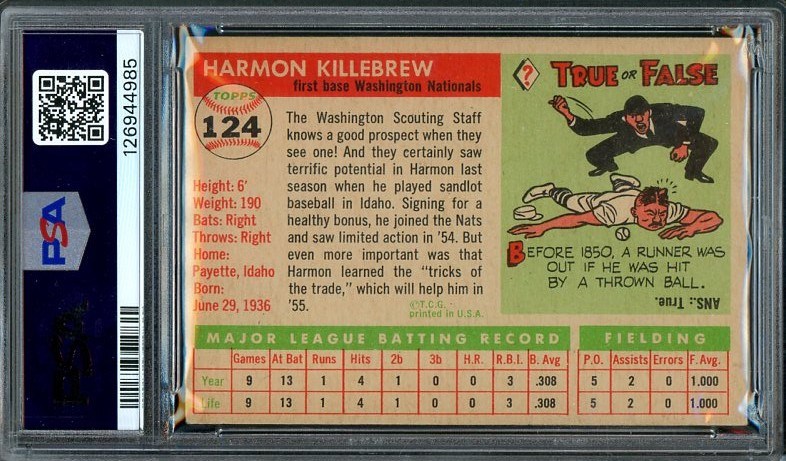 126944985
PSA
PSA
HARMON KILLEBREW
first base Washington Nationals
TOPPS
124
Height: 6'
Weight: 190
Bats: Right
Throws: Right
Home:
Payette, Idaho
Born:
June 29, 1936
The Washington Scouting Staff
knows a good prospect when they
see one! And they certainly saw
terrific potential in Harmon last
season when he played sandlot
baseball in Idaho. Signing for a
healthy bonus, he joined the Nats
and saw limited action in '54. But
even more important was that
Harmon learned the "tricks of
the trade," which will help him in
'55.
©T.C.G.
printed in U.S.A.
?
TRUE OR FALSE
BEFORE 1850, A RUNNER WAS
OUT IF HE WAS HIT
BY A THROWN BALL.
ANS.: True.
MAJOR LEAGUE BATTING RECORD FIELDING
Games At Bat Runs Hits 2b 3b H.R. R.B.I. B. Avg P.O. Assists Errors F. Avg.
Year 9 13 1 4 1 0 0 3 .308 5 2 0 1.000
Life 9 13 1 4 1 0 0 3 .308 5 2 0 1.000